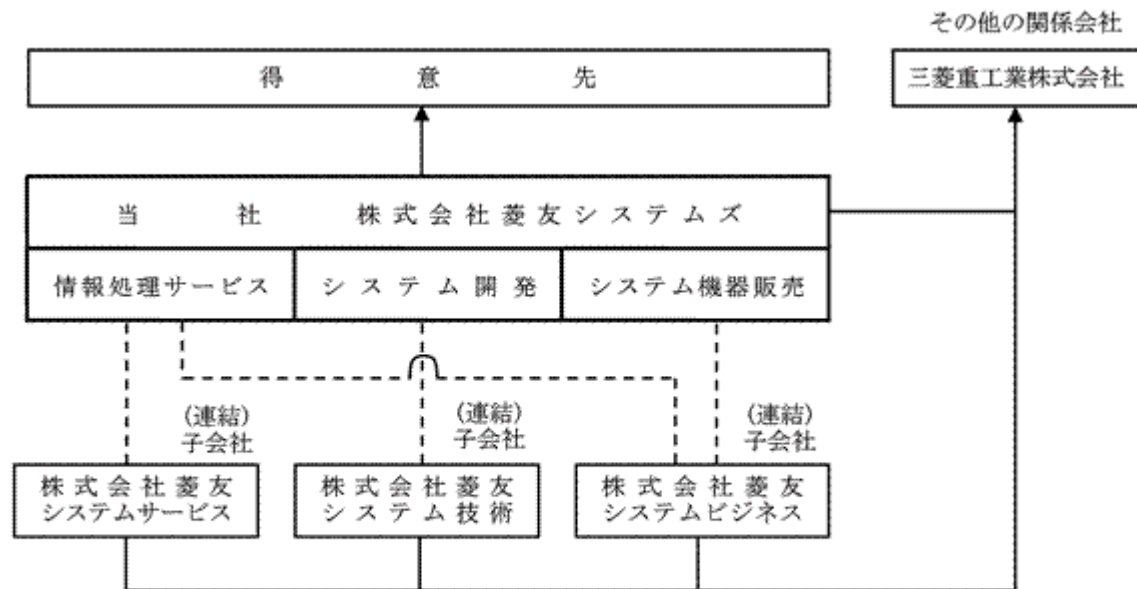 その他の関係会社
得意先
三菱重工業株式会社
当社 株式会社菱友システムズ
情報処理サービス
システム開発
システム機器販売
(連結)
子会社
(連結)
子会社
(連結)
子会社
株式会社菱友
システムサービス
株式会社菱友
システム技術
株式会社菱友
システムビジネス